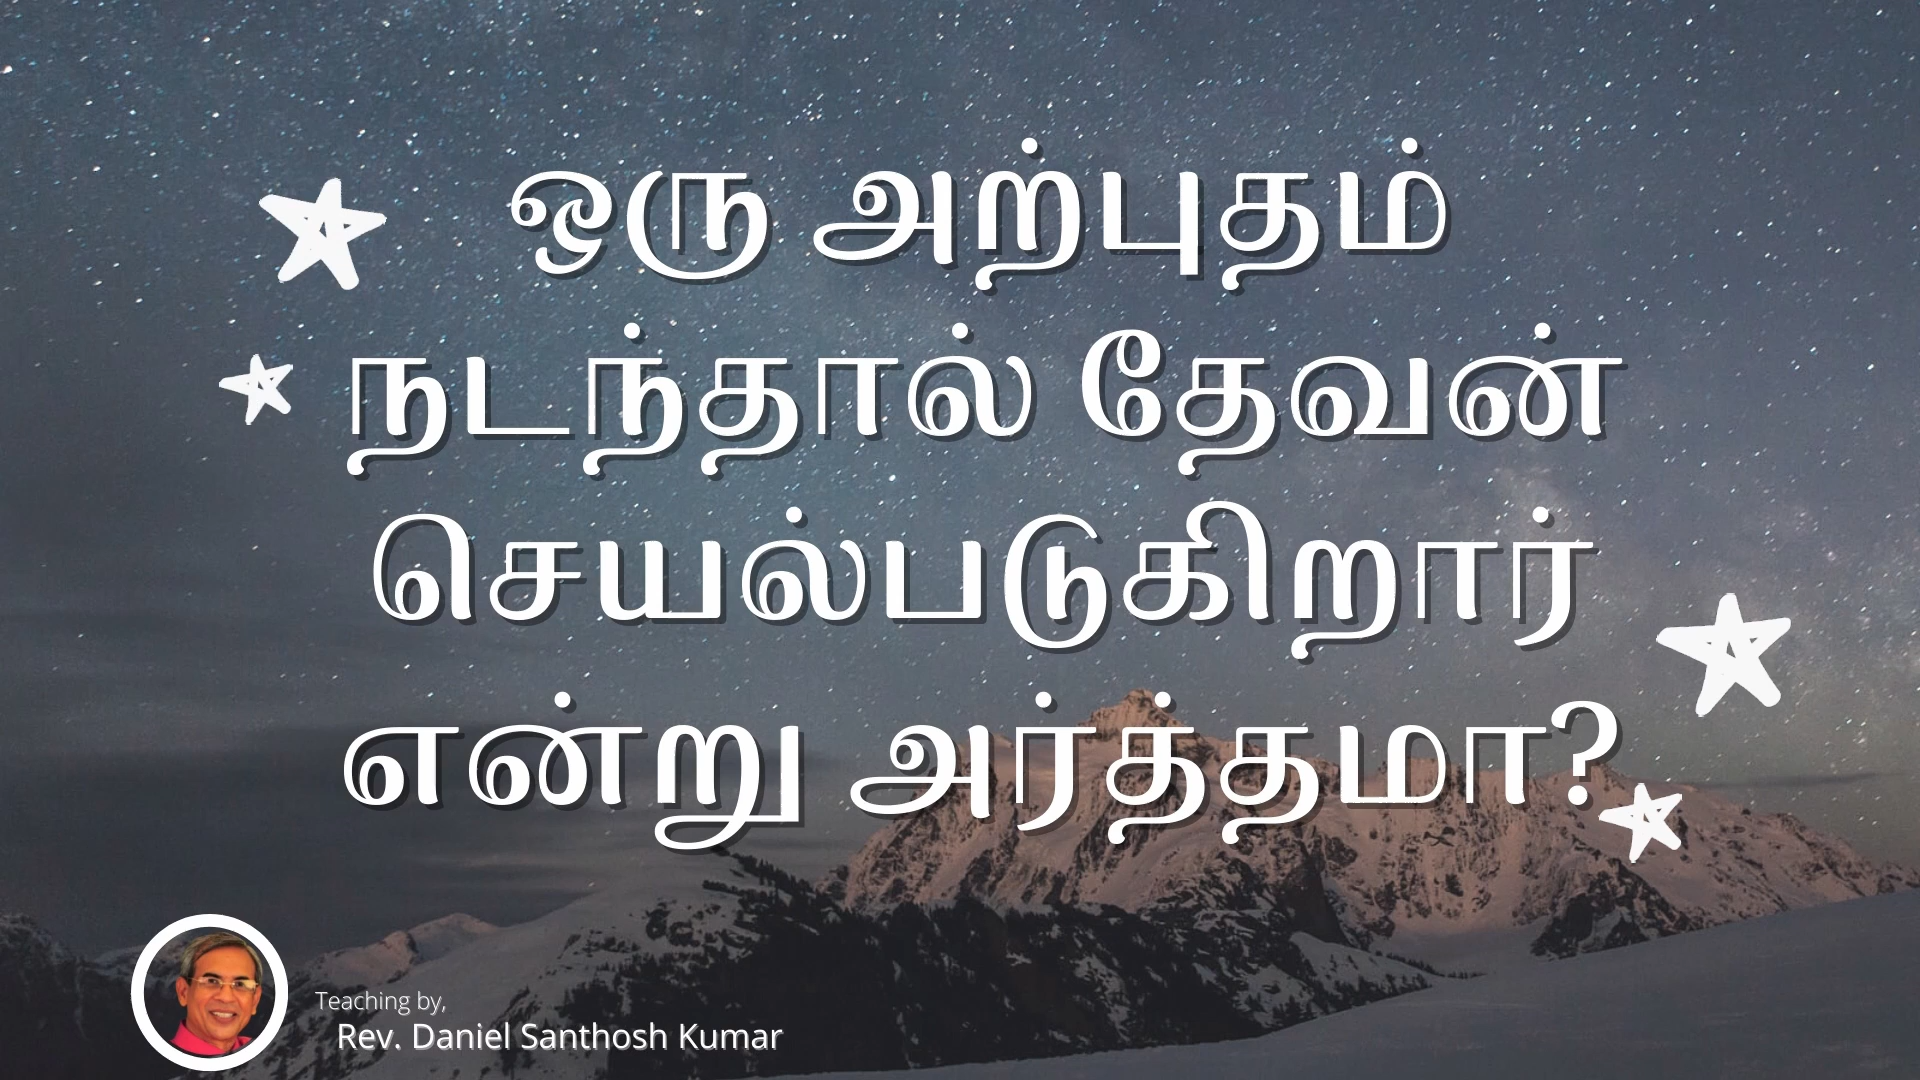 ஒரு அற்புதம்
நடந்தால் தேவன்
செயல்படுகிறார்
என்று அர்த்தமா?
Teaching by,
Rev. Daniel Santhosh Kumar